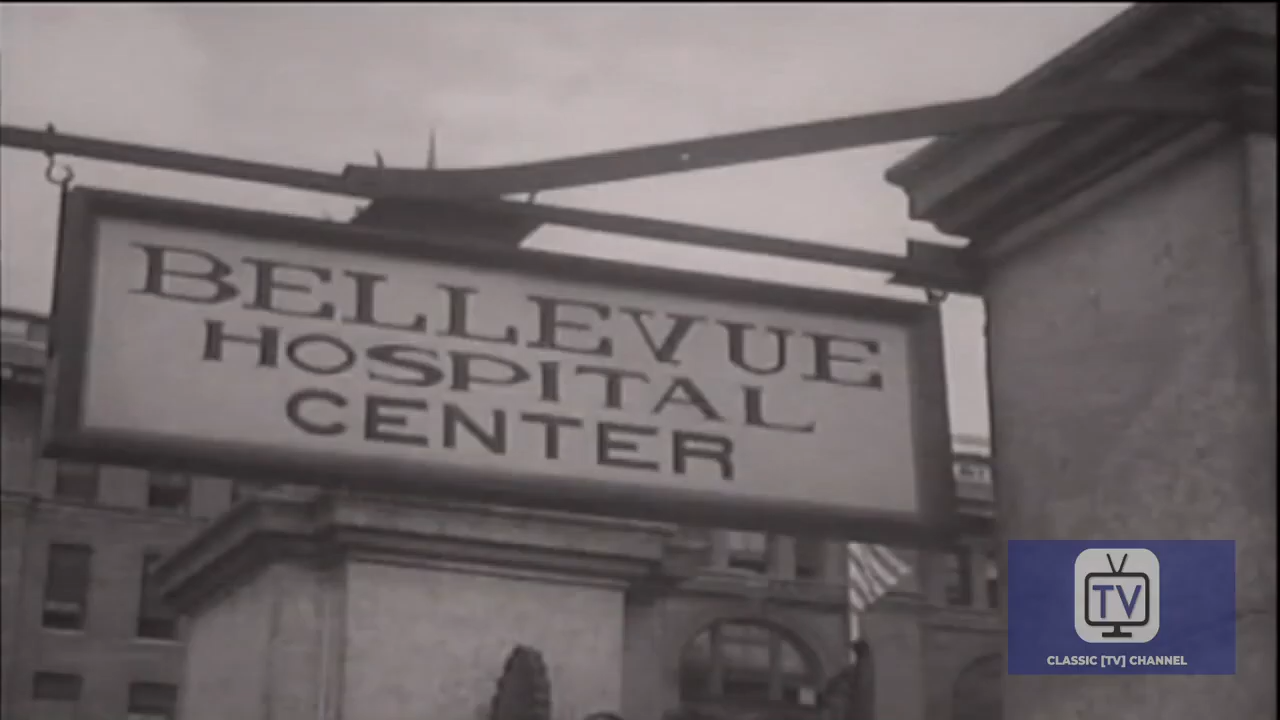 BELLEVUE
HOSPITAL
CENTER
TV
CLASSIC [TV] CHANNEL